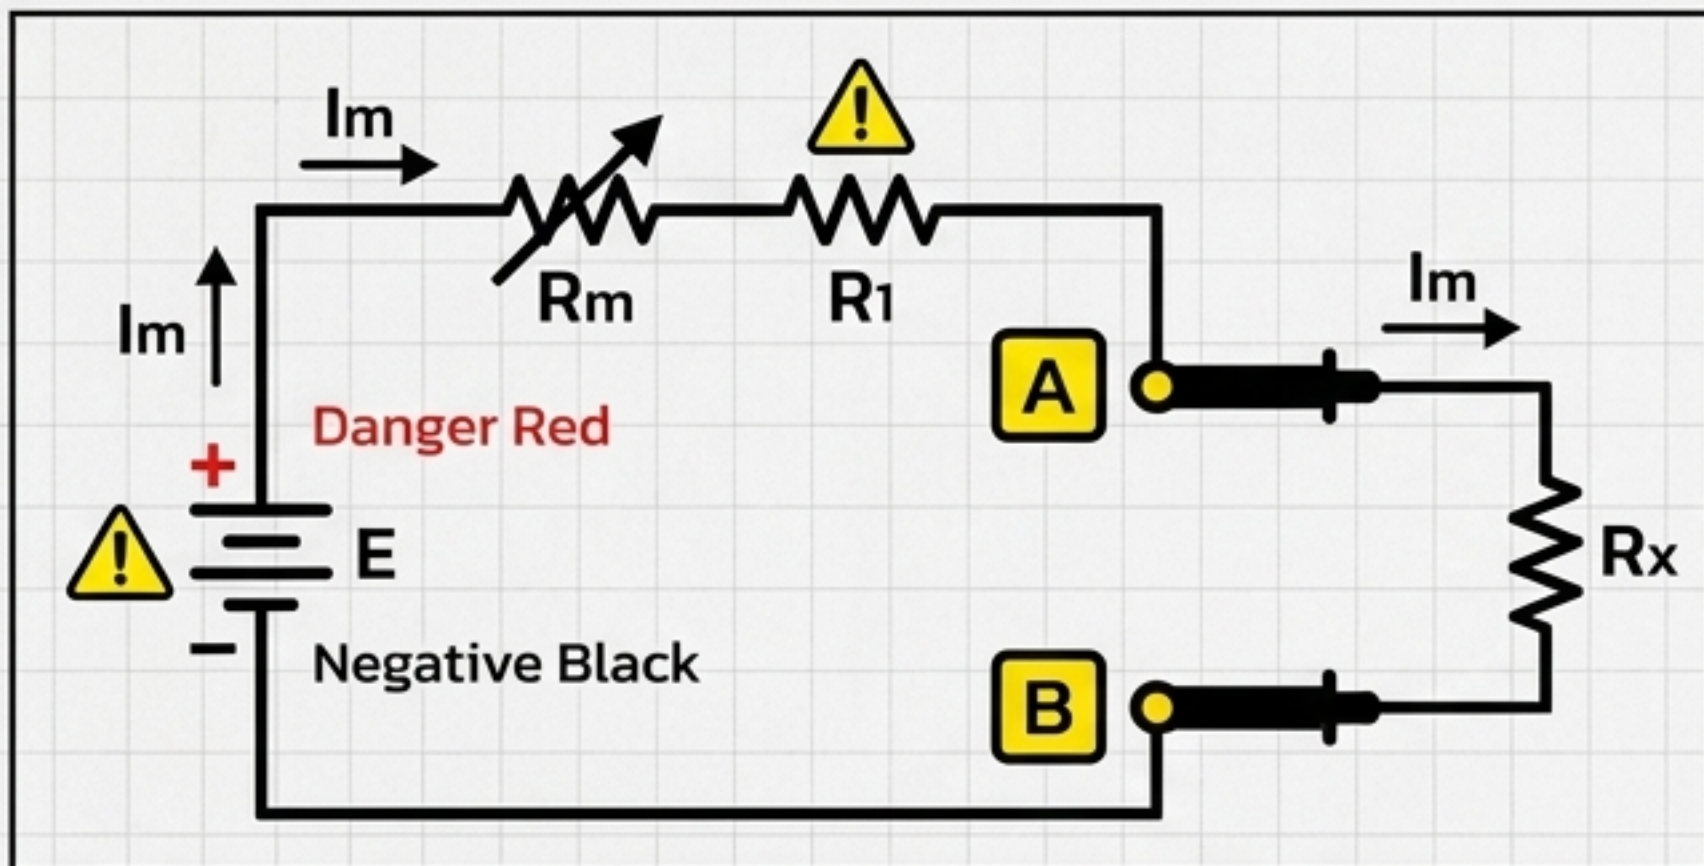 Im
Rm
R1
Im
Im
A
Danger Red
+
E
Rx
−
Negative Black
B
!
!